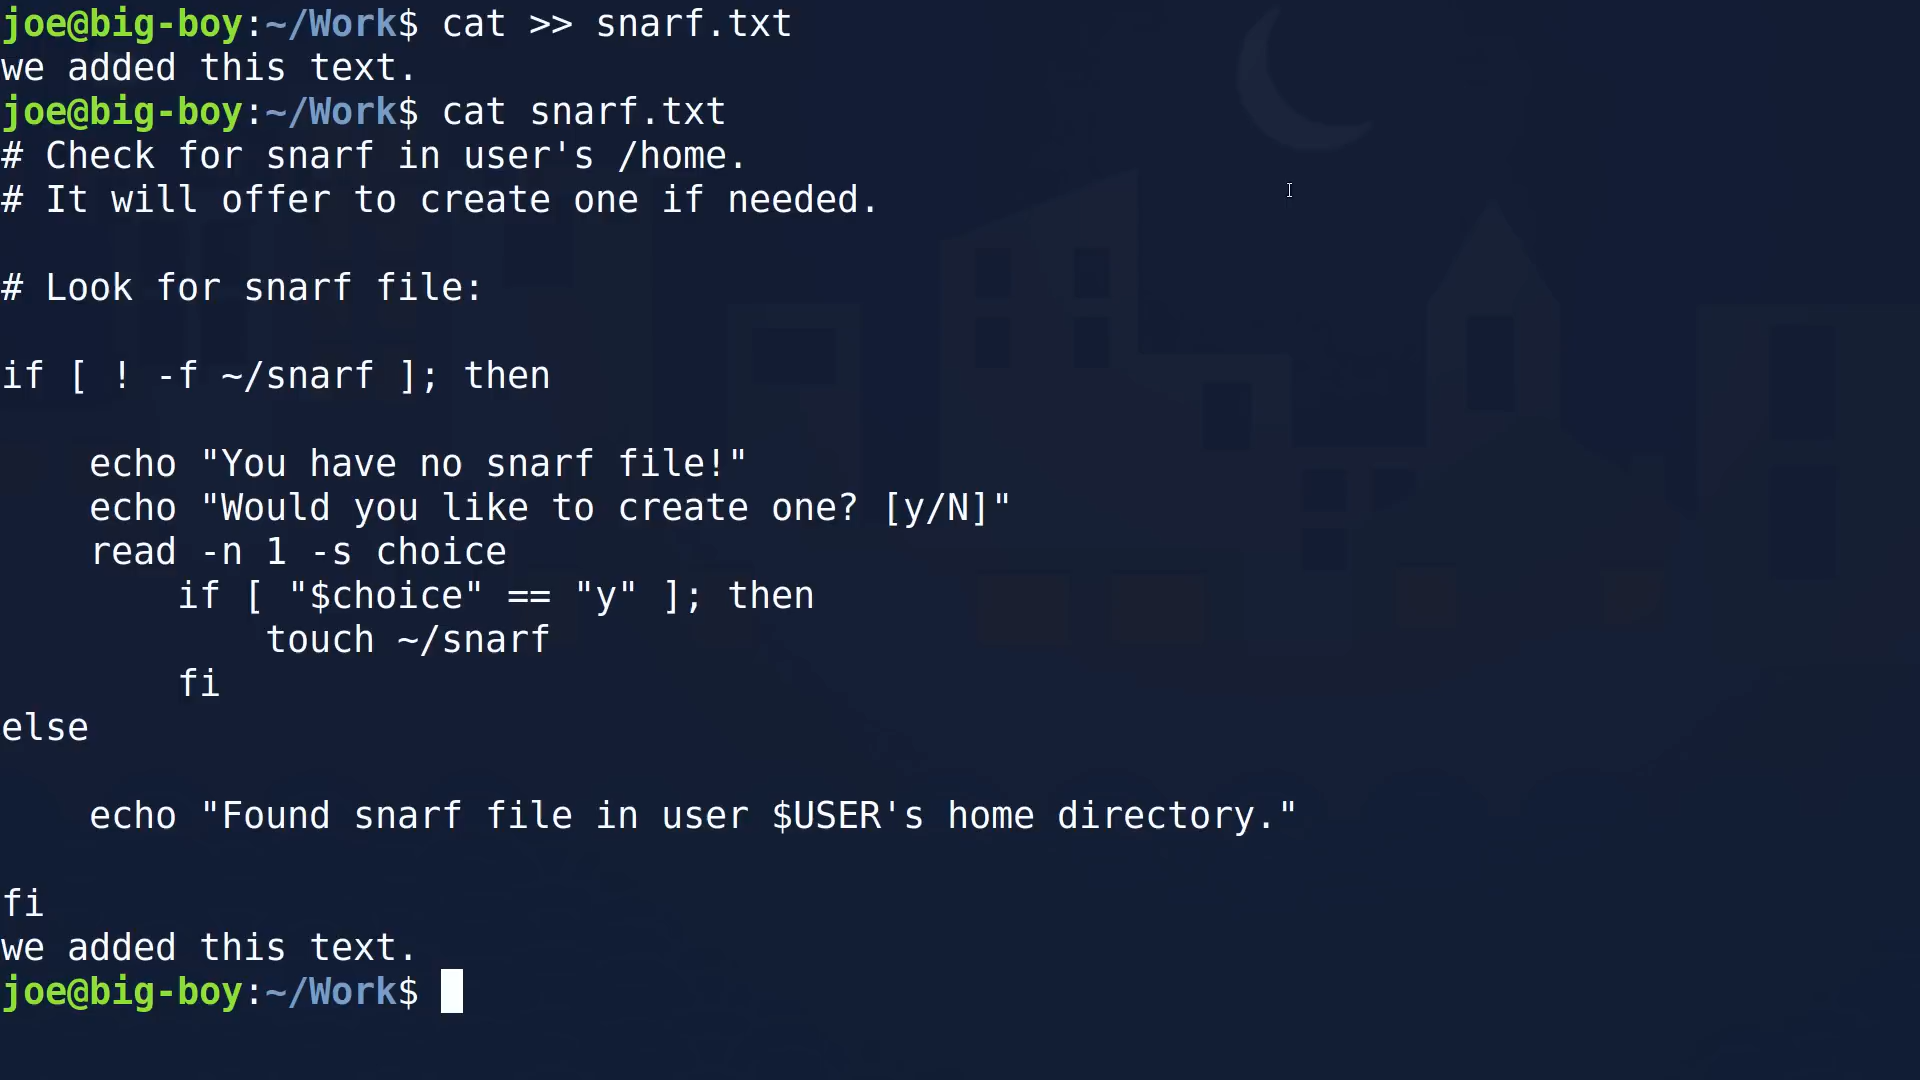 joe@big-boy:~/Work$ cat >> snarf.txt
we added this text.
joe@big-boy:~/Work$ cat snarf.txt
# Check for snarf in user's /home.
# It will offer to create one if needed.

# Look for snarf file:

if [ ! -f ~/snarf ]; then

    echo "You have no snarf file!"
    echo "Would you like to create one? [y/N]"
    read -n 1 -s choice
        if [ "$choice" == "y" ]; then
            touch ~/snarf
        fi
else

    echo "Found snarf file in user $USER's home directory."

fi
we added this text.
joe@big-boy:~/Work$